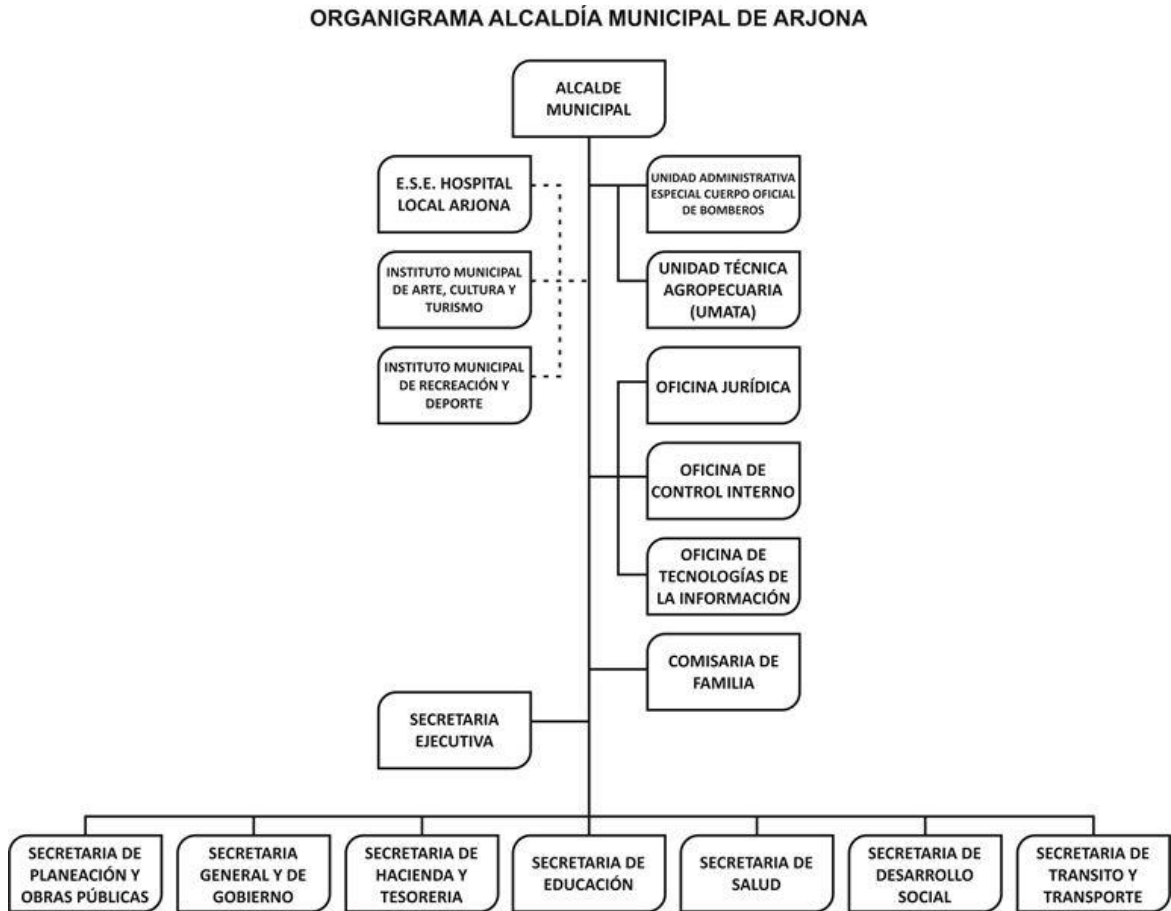 ORGANIGRAMA ALCALDÍA MUNICIPAL DE ARJONA
ALCALDE
MUNICIPAL
E.S.E. HOSPITAL
LOCAL ARJONA
UNIDAD ADMINISTRATIVA
ESPECIAL CUERPO OFICIAL
DE BOMBEROS
INSTITUTO MUNICIPAL
DE ARTE, CULTURA Y
TURISMO
UNIDAD TÉCNICA
AGROPECUARIA
(UMATA)
INSTITUTO MUNICIPAL
DE RECREACIÓN Y
DEPORTE
OFICINA JURÍDICA
OFICINA DE
CONTROL INTERNO
OFICINA DE
TECNOLOGÍAS DE
LA INFORMACIÓN
COMISARIA DE
FAMILIA
SECRETARIA
EJECUTIVA
SECRETARIA DE
PLANEACIÓN Y
OBRAS PÚBLICAS
SECRETARIA
GENERAL Y DE
GOBIERNO
SECRETARIA DE
HACIENDA Y
TESORERIA
SECRETARIA DE
EDUCACIÓN
SECRETARIA DE
SALUD
SECRETARIA DE
DESARROLLO
SOCIAL
SECRETARIA DE
TRANSITO Y
TRANSPORTE